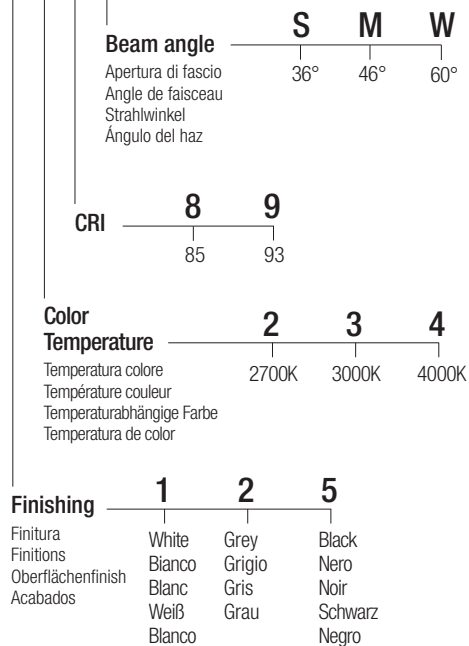 S M W
Beam angle
36° 46° 60°
Apertura di fascio
Angle de faisceau
Strahlwinkel
Ángulo del haz
8 9
CRI
85 93
Color
Temperature
2 3 4
2700K 3000K 4000K
Temperatura colore
Température couleur
Temperaturabhängige Farbe
Temperatura de color
1 2 5
Finishing
Finitura
Finitions
Oberflächenfinish
Acabados
White Grey Black
Bianco Grigio Nero
Blanc Gris Noir
Weiß Grau Schwarz
Blanco Negro